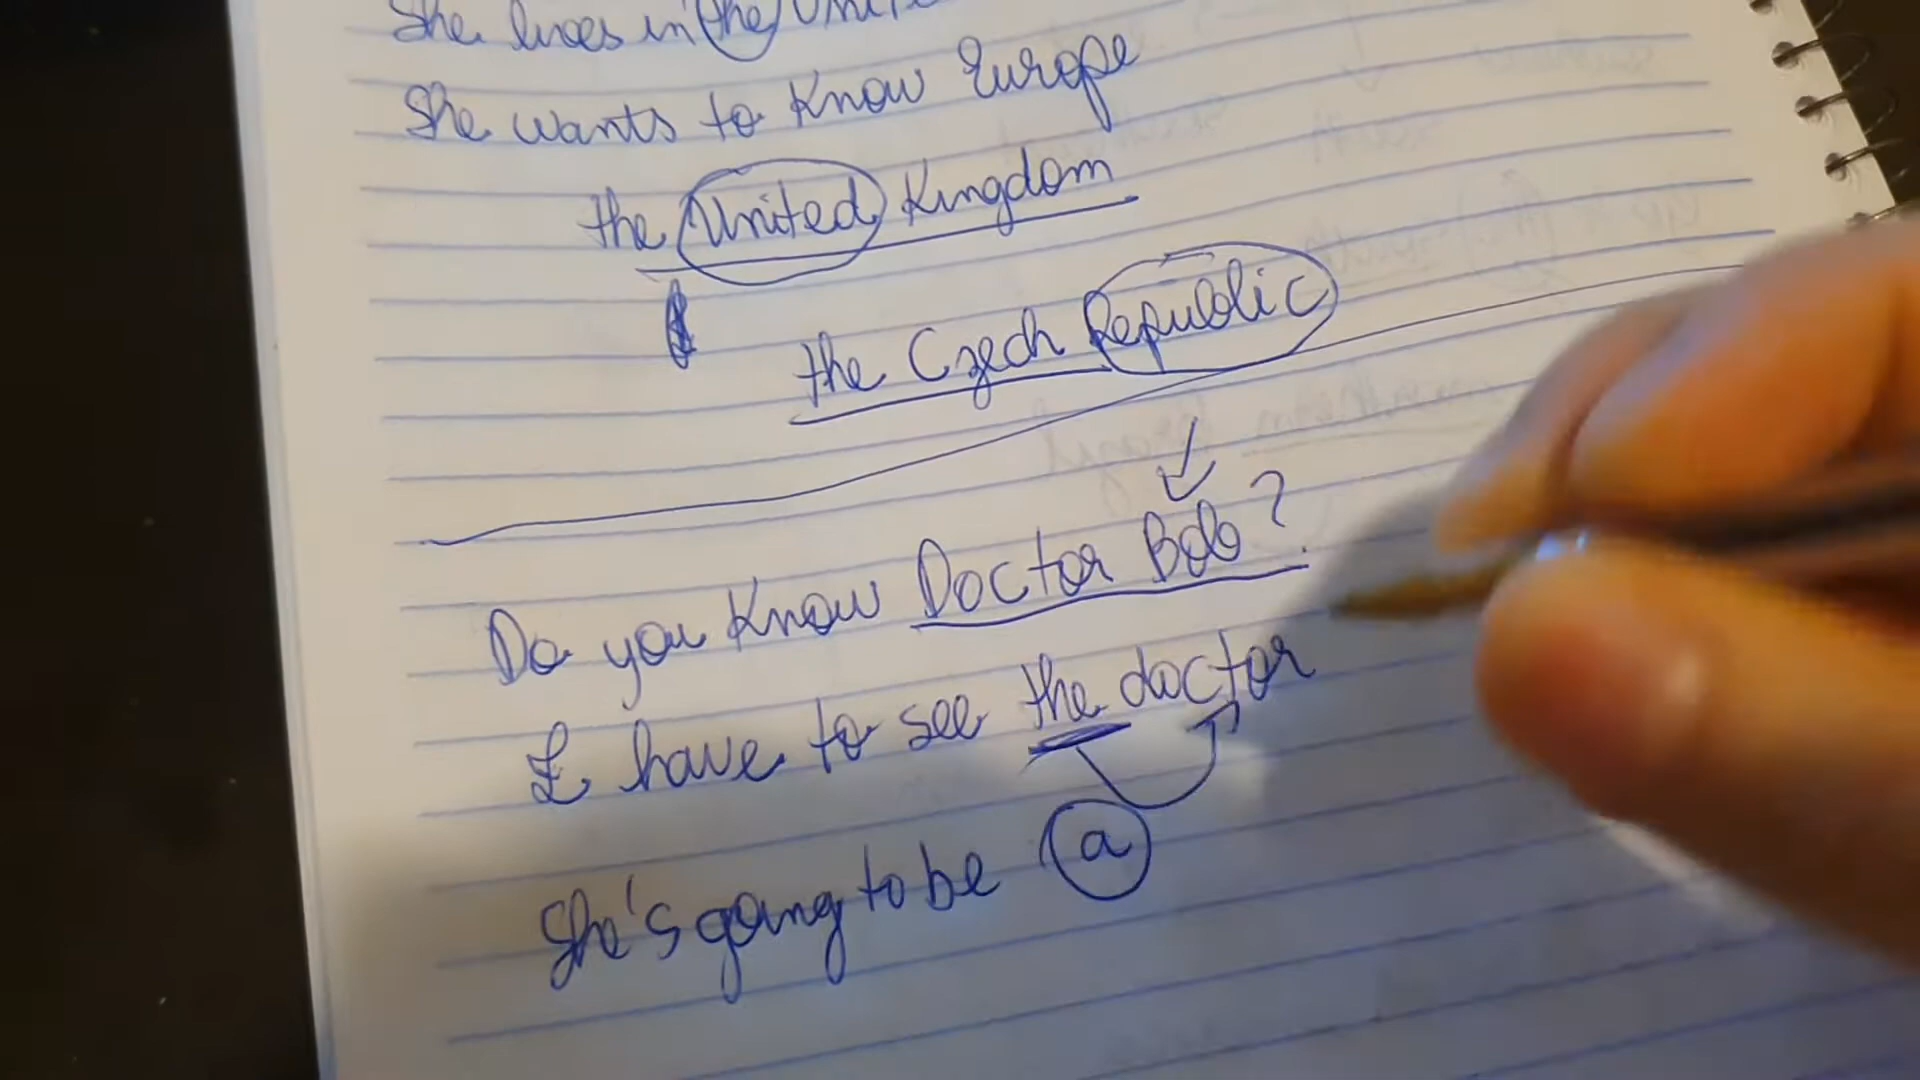 She lives in the
She wants to know Europe
the United Kingdom
the Czech Republic
Do you know Doctor Bob?
I have to see the doctor
She's going to be a